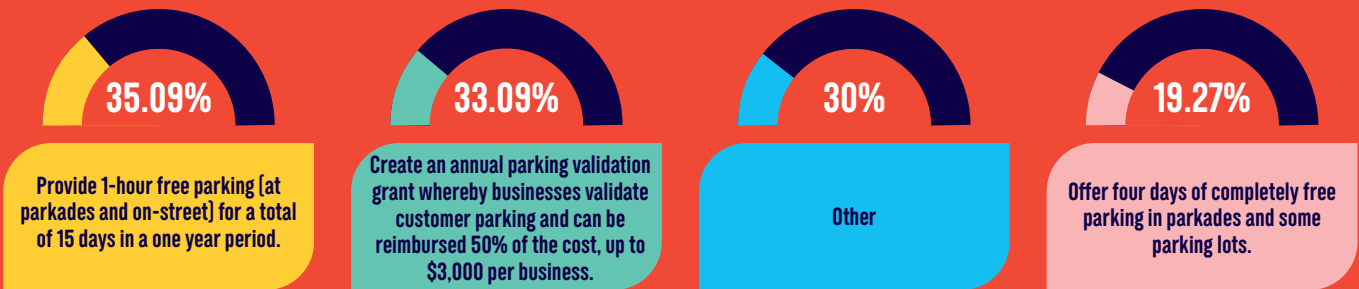 35.09%
Provide 1-hour free parking (at
parkades and on-street) for a total
of 15 days in a one year period.
33.09%
Create an annual parking validation
grant whereby businesses validate
customer parking and can be
reimbursed 50% of the cost, up to
$3,000 per business.
30%
Other
19.27%
Offer four days of completely free
parking in parkades and some
parking lots.